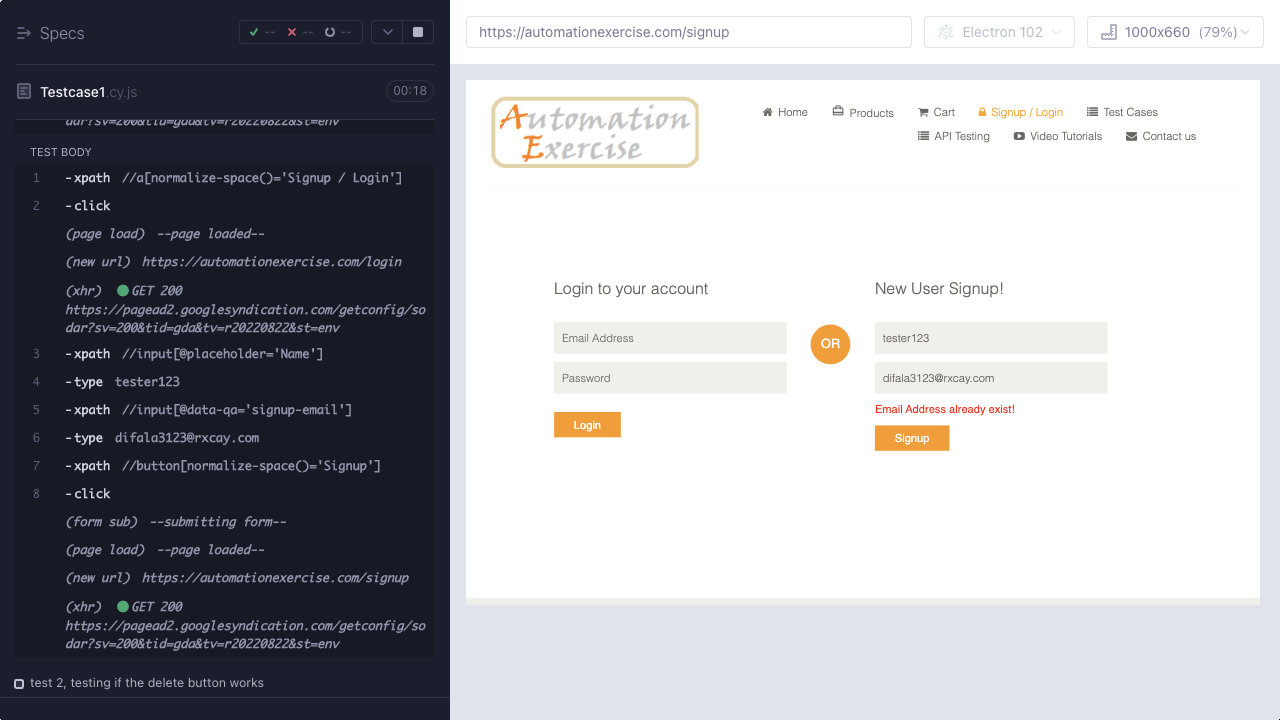 Specs
--
--
--
Testcase1.cy.js
00:18
dar?sv=200&tid=gda&tv=r20220822&st=env
TEST BODY
1 -xpath //a[normalize-space()='Signup / Login']
2 -click
(page load) --page loaded--
(new url) https://automationexercise.com/login
(xhr) GET 200
https://pagead2.googlesyndication.com/getconfig/so
dar?sv=200&tid=gda&tv=r20220822&st=env
3 -xpath //input[@placeholder='Name']
4 -type tester123
5 -xpath //input[@data-qa='signup-email']
6 -type difala3123@rxcay.com
7 -xpath //button[normalize-space()='Signup']
8 -click
(form sub) --submitting form--
(page load) --page loaded--
(new url) https://automationexercise.com/signup
(xhr) GET 200
https://pagead2.googlesyndication.com/getconfig/so
dar?sv=200&tid=gda&tv=r20220822&st=env
test 2, testing if the delete button works
https://automationexercise.com/signup
Electron 102
1000x660 (79%)
Automation
Exercise
Home Products Cart Signup / Login Test Cases
API Testing Video Tutorials Contact us
Login to your account
Email Address
Password
Login
OR
New User Signup!
tester123
difala3123@rxcay.com
Email Address already exist!
Signup